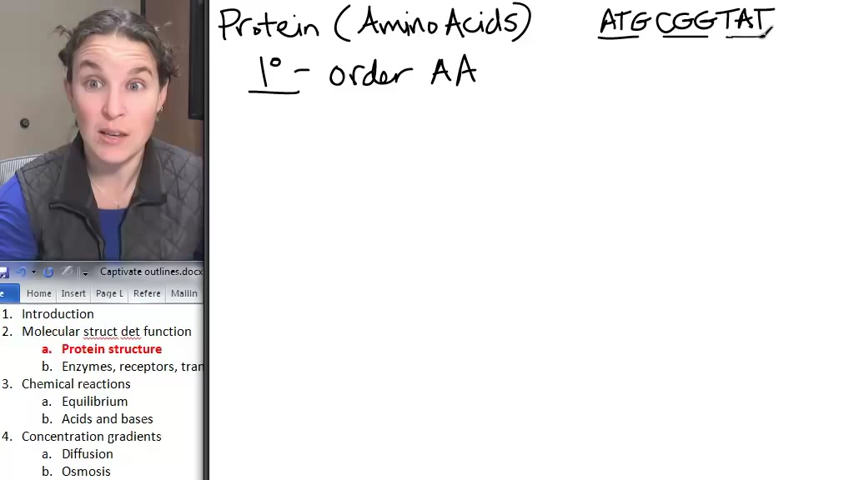 Protein (Amino Acids)
ATGCGGTAT
1° - order AA
Captivate outlines.docx
Home Insert Page L Refere Mailin
1. Introduction
2. Molecular struct det function
a. Protein structure
b. Enzymes, receptors, tran
3. Chemical reactions
a. Equilibrium
b. Acids and bases
4. Concentration gradients
a. Diffusion
b. Osmosis